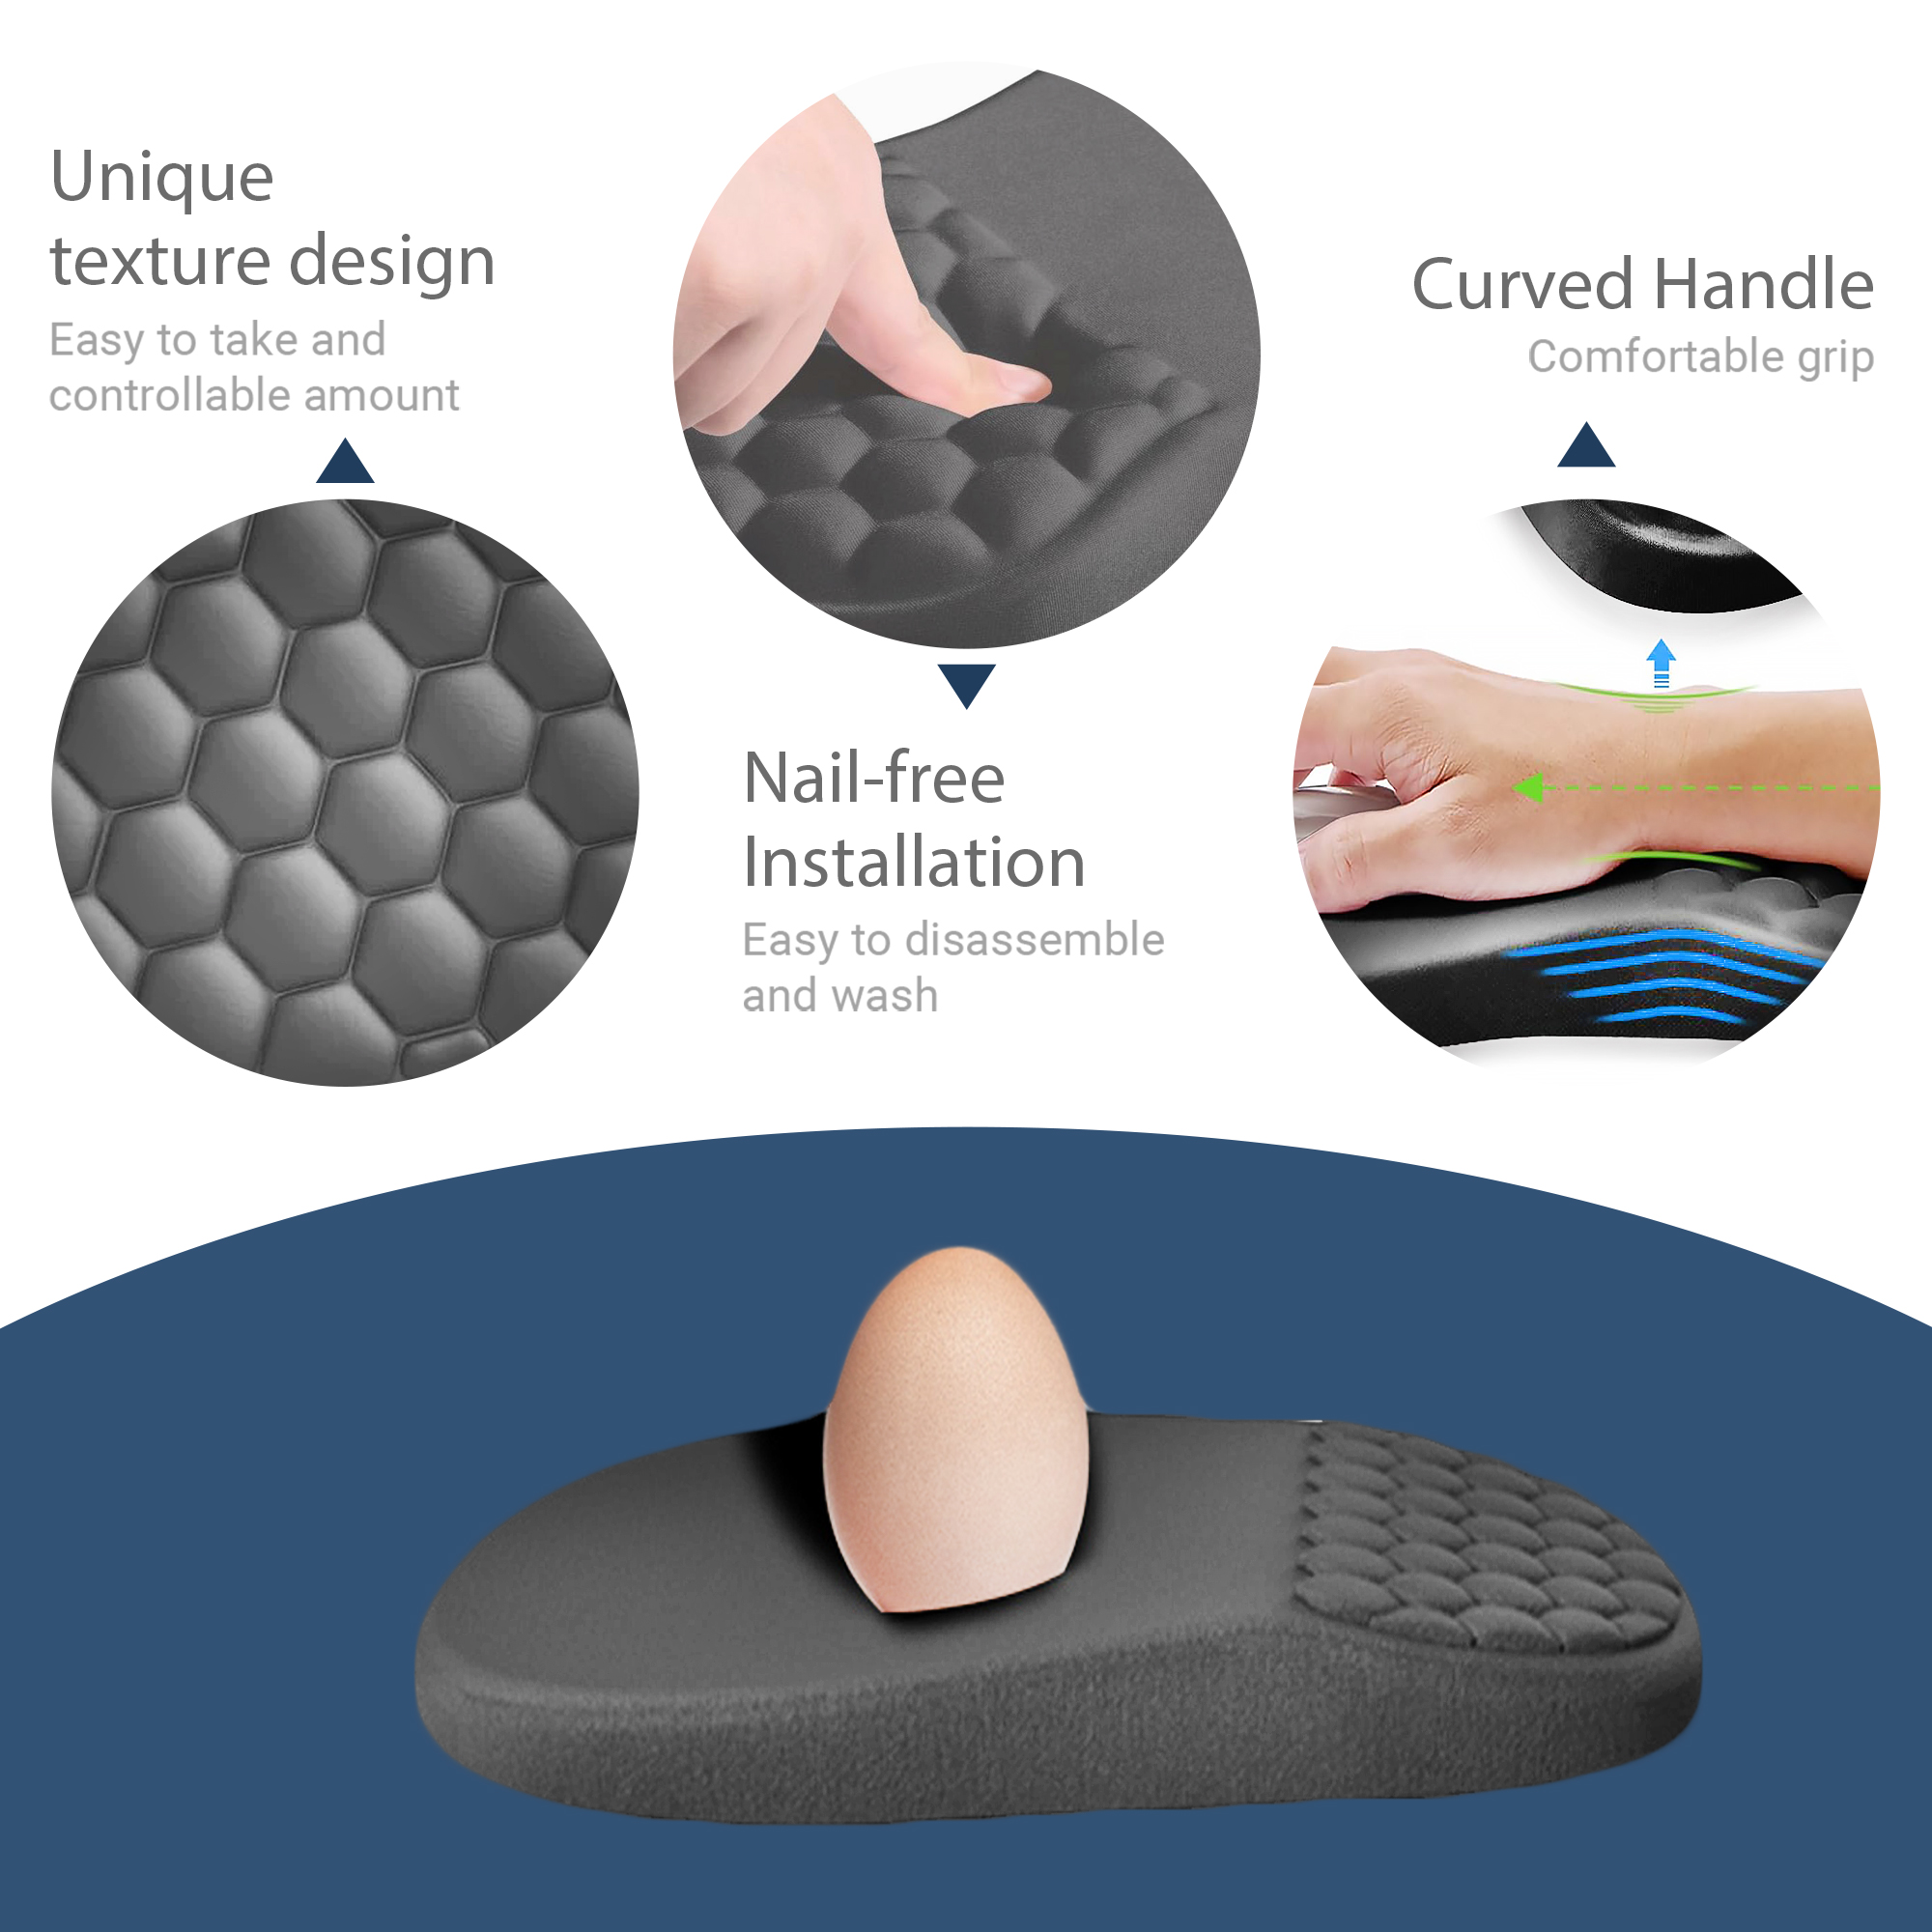 Unique
texture design
Easy to take and
controllable amount
Nail-free
Installation
Easy to disassemble
and wash
Curved Handle
Comfortable grip